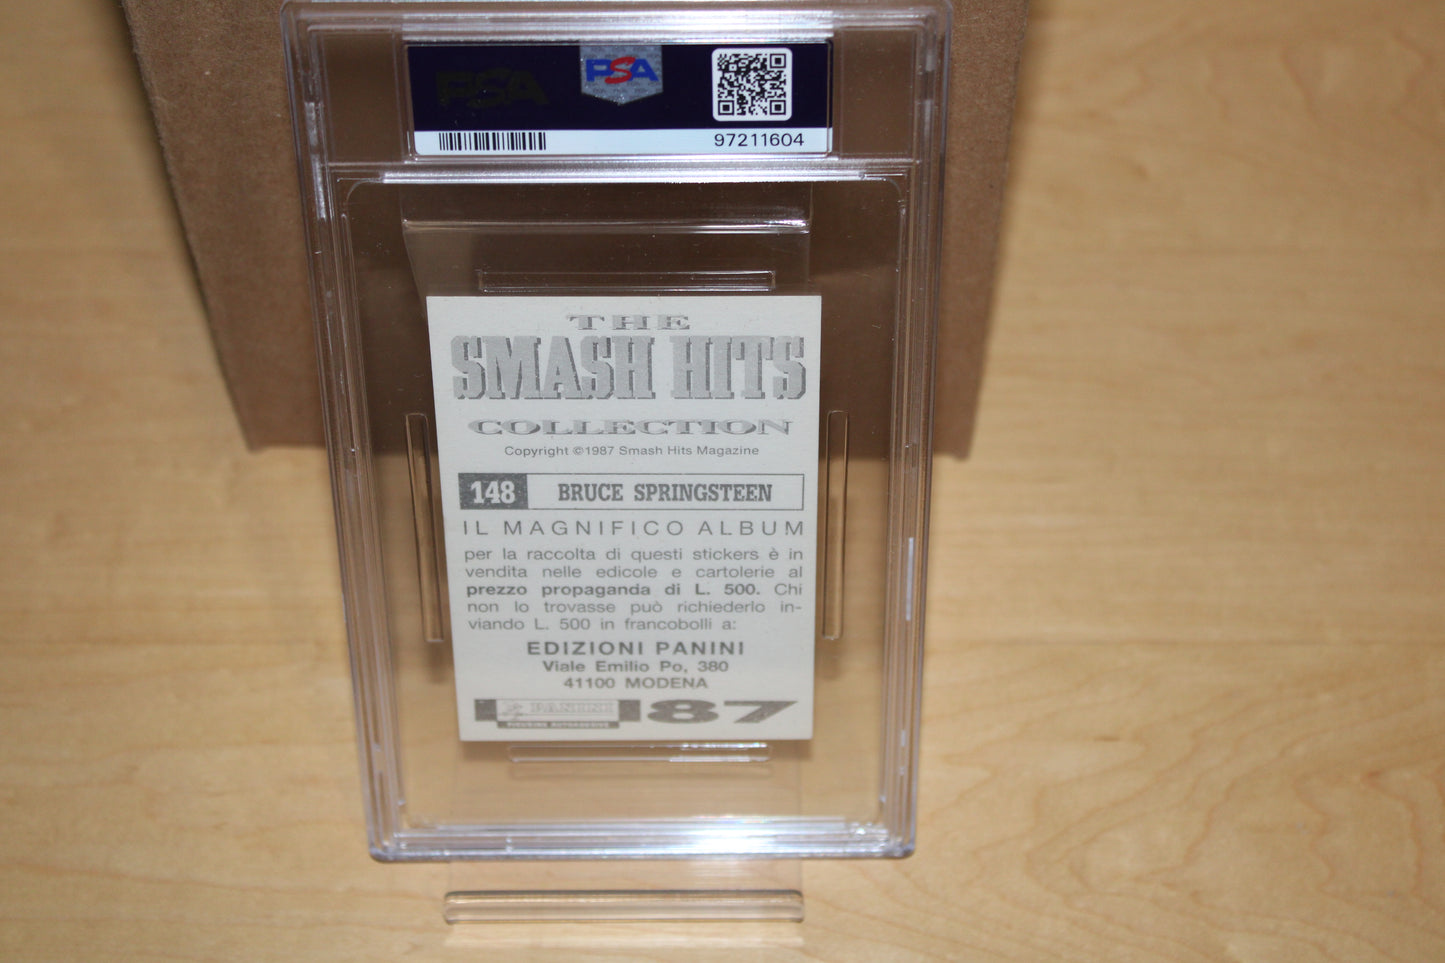 PSA
PSA
97211604
THE
SMASH HITS
COLLECTION
Copyright ©1987 Smash Hits Magazine
148 BRUCE SPRINGSTEEN
IL MAGNIFICO ALBUM
per la raccolta di questi stickers è in
vendita nelle edicole e cartolerie al
prezzo propaganda di L. 500. Chi
non lo trovasse può richiederlo in-
viando L. 500 in francobolli a:
EDIZIONI PANINI
Viale Emilio Po, 380
41100 MODENA
PANINI 87
FIGURINE AUTOADESIVE